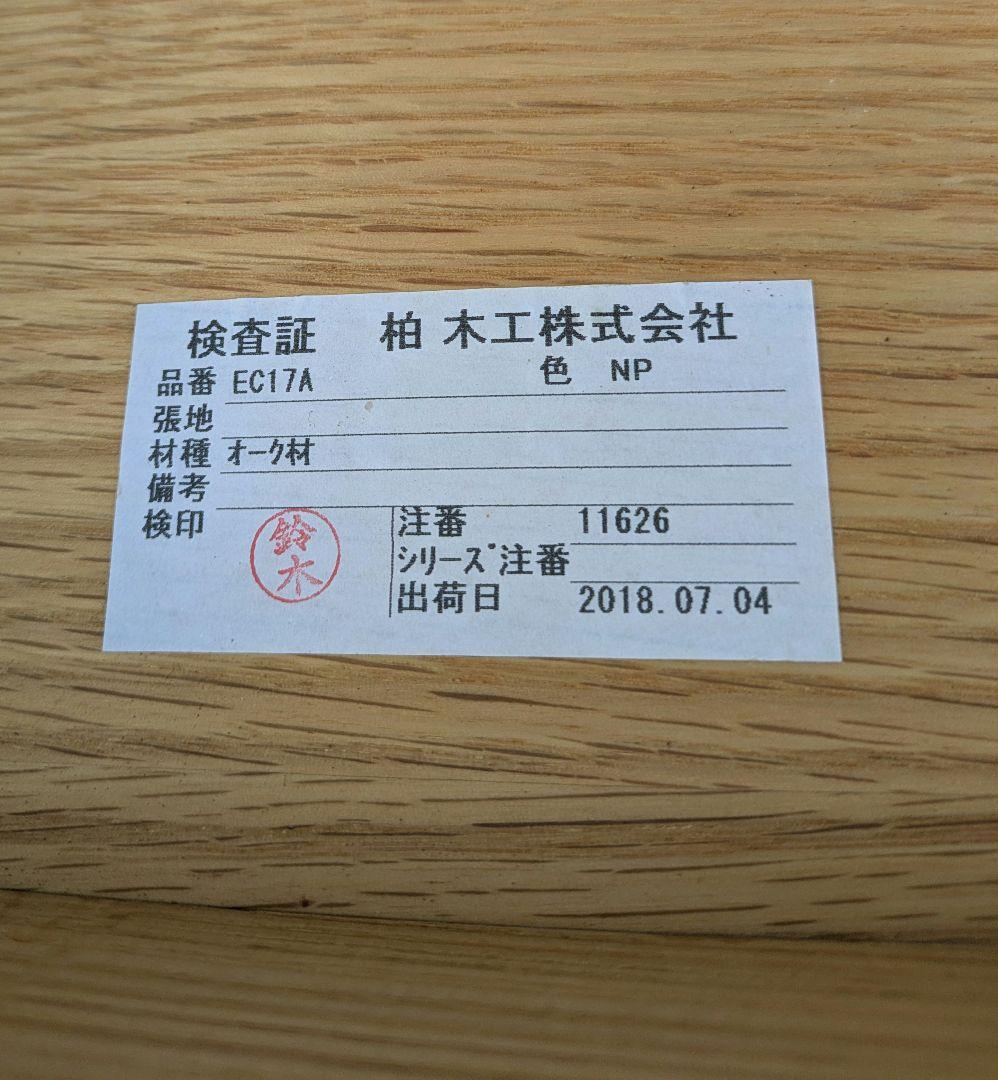 検査証　柏 木工株式会社
品番 EC17A　色 NP
張地
材種 ｵｰｸ材
備考
検印 鈴木
注番 11626
ｼﾘｰｽﾞ注番
出荷日 2018.07.04